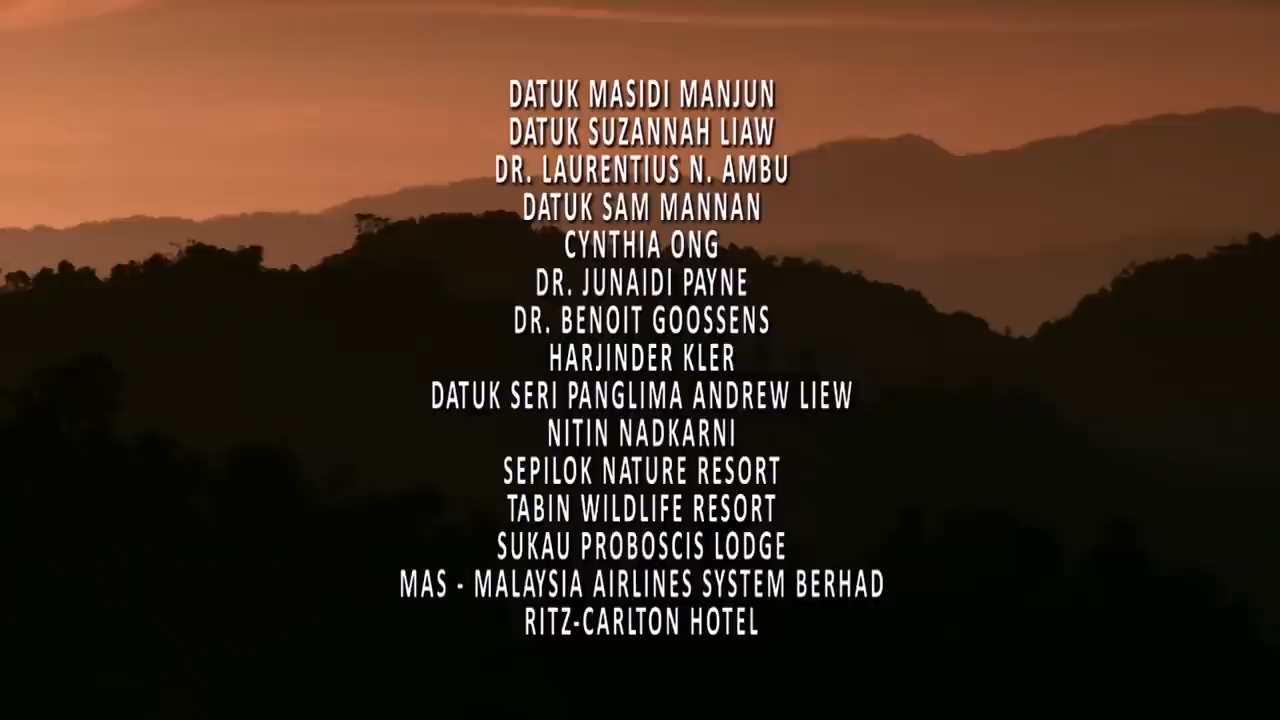 DATUK MASIDI MANJUN
DATUK SUZANNAH LIAW
DR. LAURENTIUS N. AMBU
DATUK SAM MANNAN
CYNTHIA ONG
DR. JUNAIDI PAYNE
DR. BENOIT GOOSSENS
HARJINDER KLER
DATUK SERI PANGLIMA ANDREW LIEW
NITIN NADKARNI
SEPILOK NATURE RESORT
TABIN WILDLIFE RESORT
SUKAU PROBOSCIS LODGE
MAS - MALAYSIA AIRLINES SYSTEM BERHAD
RITZ-CARLTON HOTEL